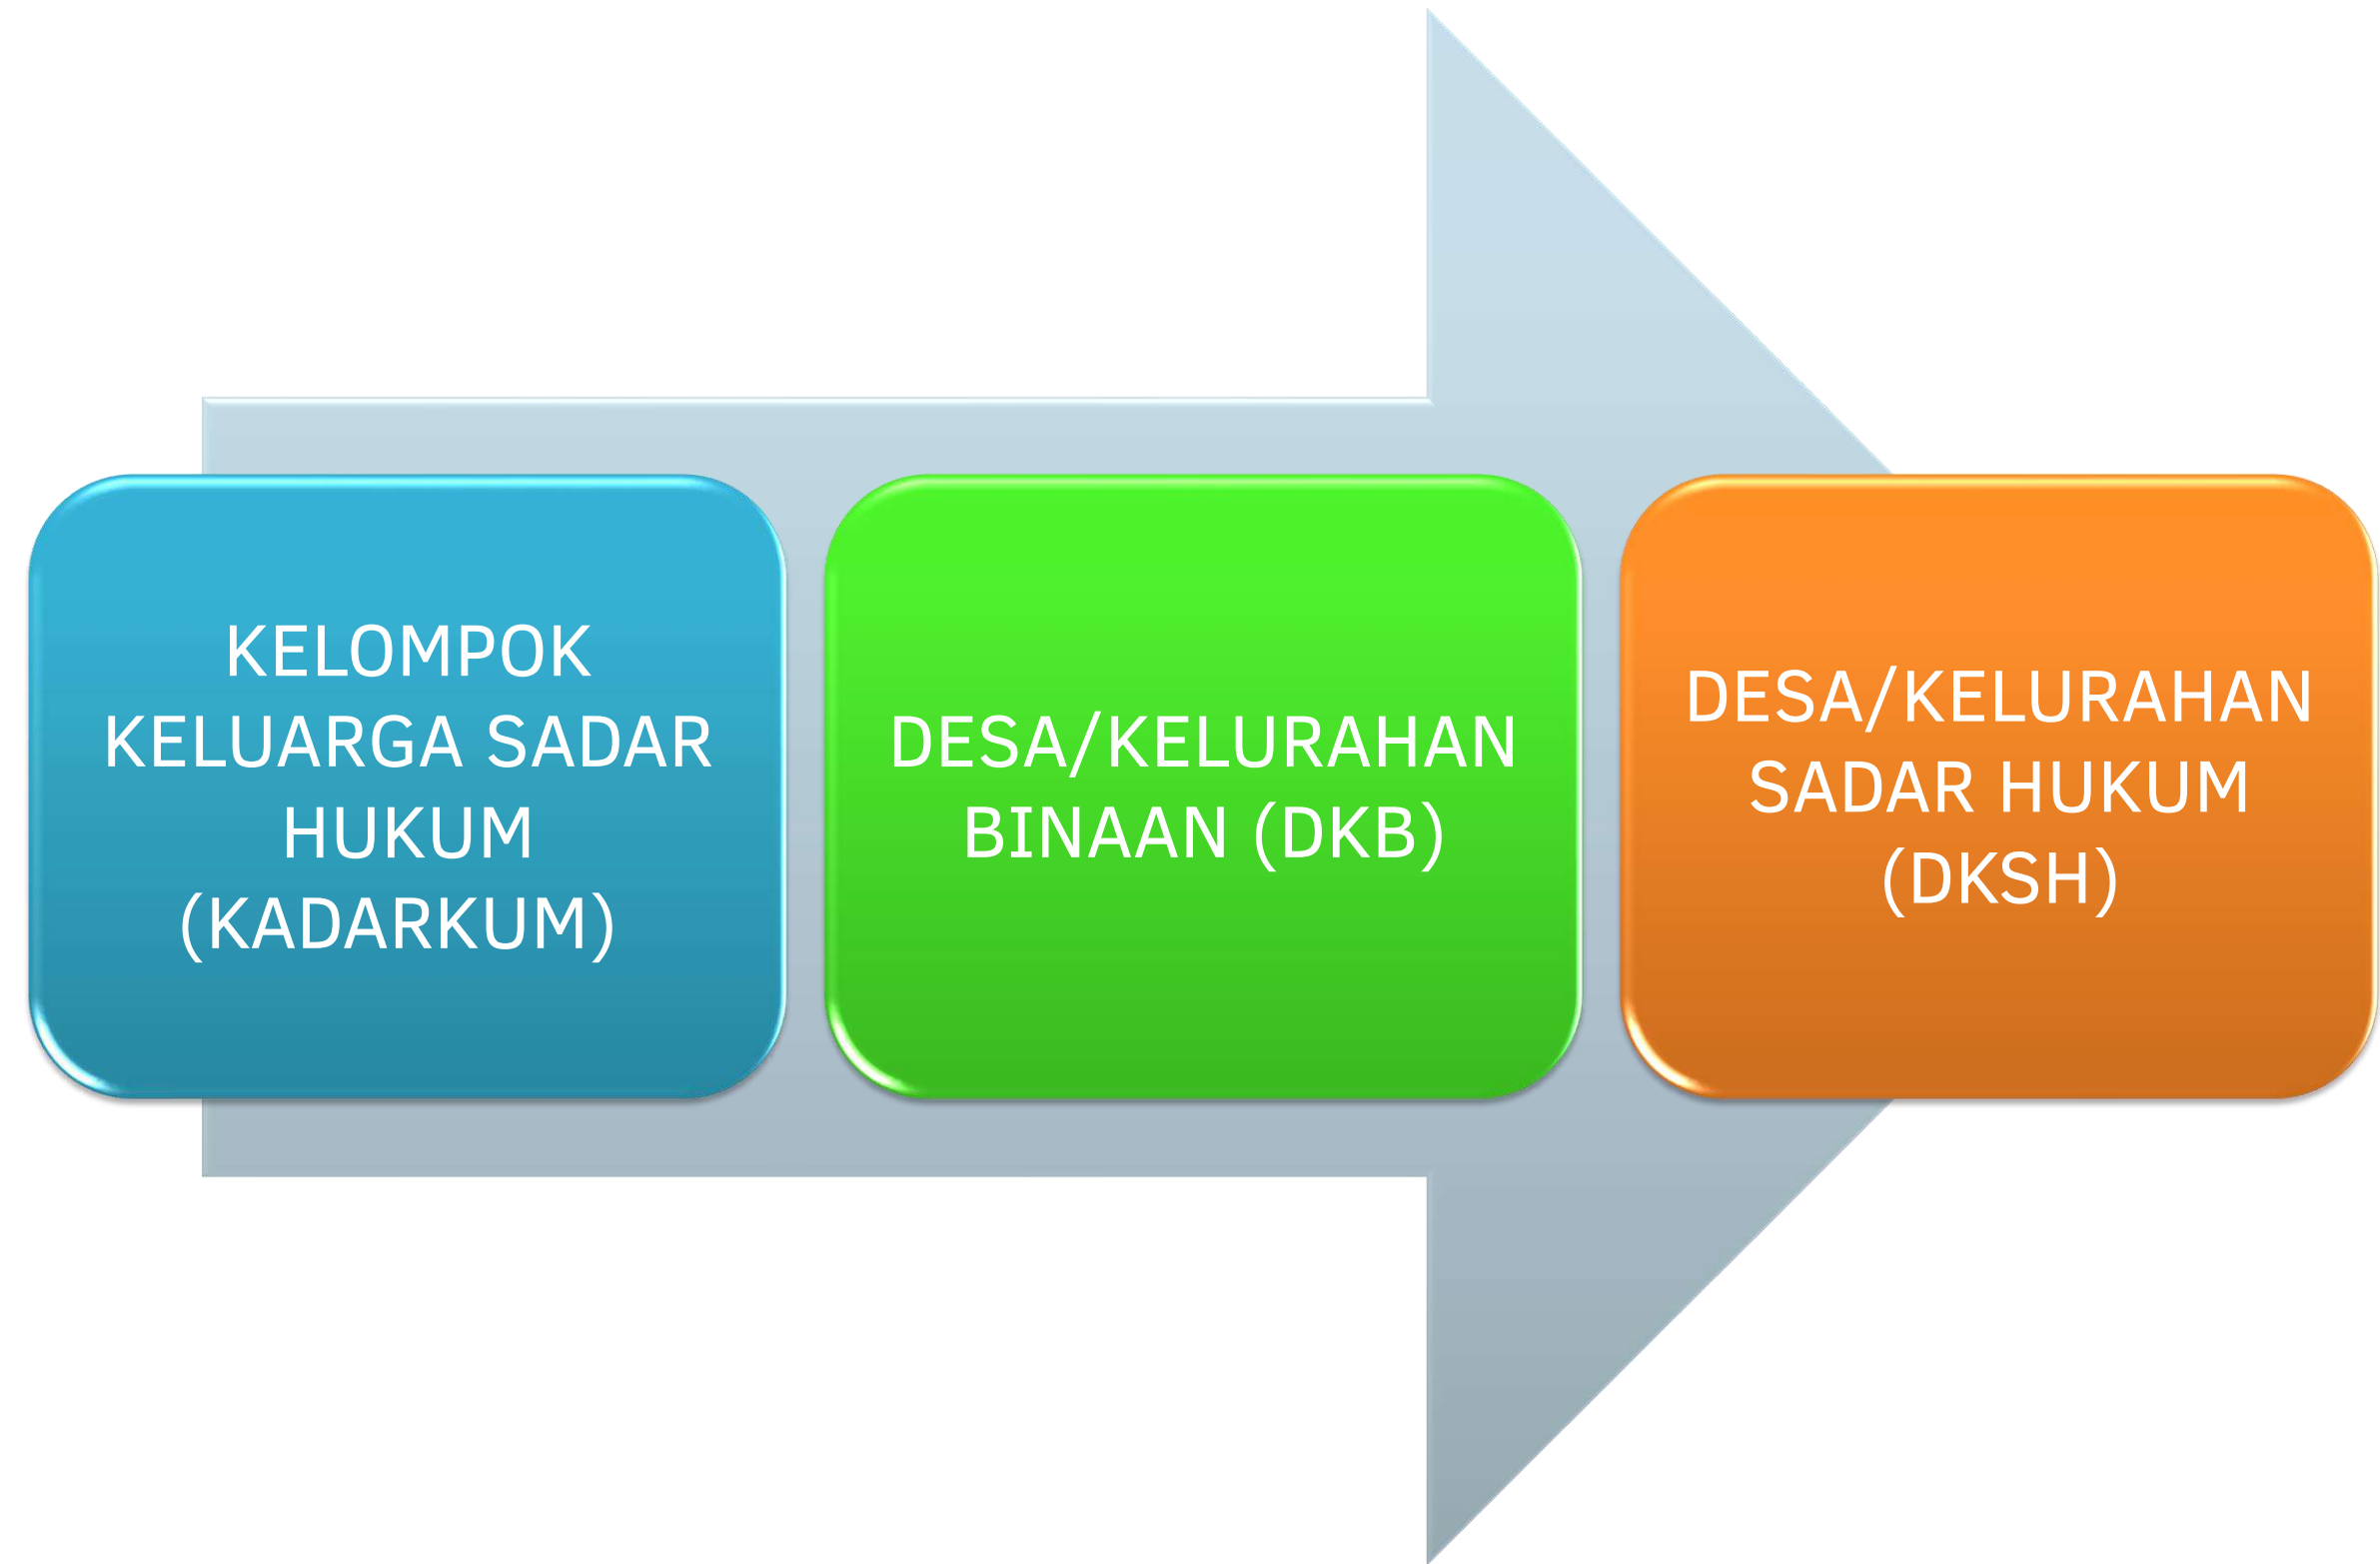 KELOMPOK
KELUARGA SADAR
HUKUM
(KADARKUM)
DESA/KELURAHAN
BINAAN (DKB)
DESA/KELURAHAN
SADAR HUKUM
(DKSH)